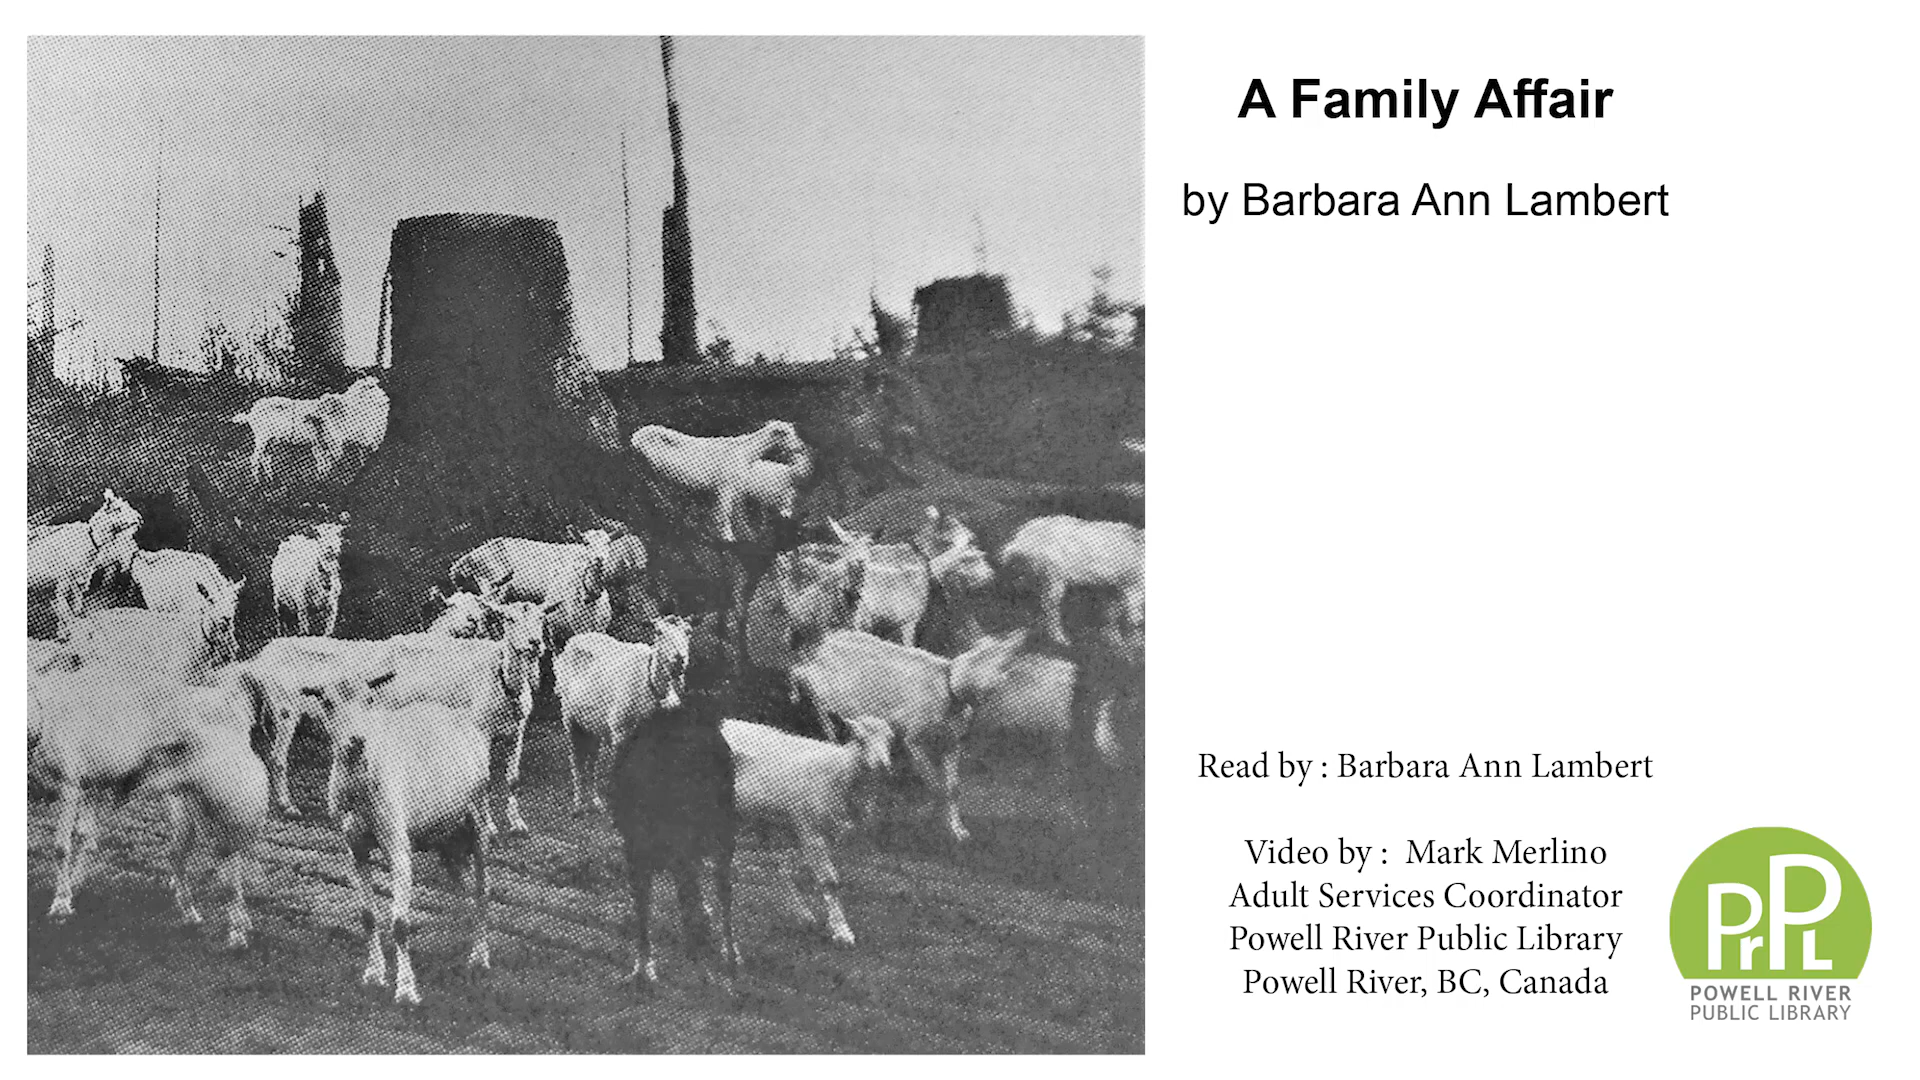 A Family Affair
by Barbara Ann Lambert
Read by : Barbara Ann Lambert
Video by :  Mark Merlino
Adult Services Coordinator
Powell River Public Library
Powell River, BC, Canada
PrPL
POWELL RIVER
PUBLIC LIBRARY